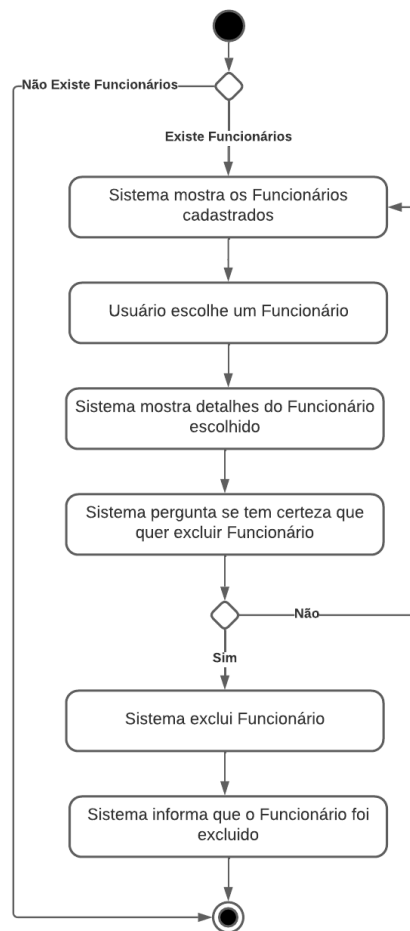 Não Existe Funcionários
Existe Funcionários
Sistema mostra os Funcionários
cadastrados
Usuário escolhe um Funcionário
Sistema mostra detalhes do Funcionário
escolhido
Sistema pergunta se tem certeza que
quer excluir Funcionário
Não
Sim
Sistema exclui Funcionário
Sistema informa que o Funcionário foi
excluido